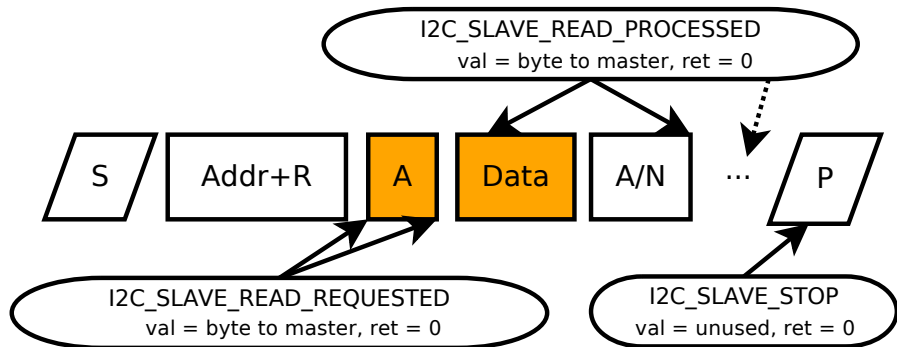 I2C_SLAVE_READ_PROCESSED
val = byte to master, ret = 0
S Addr+R A Data A/N ... P
I2C_SLAVE_READ_REQUESTED
val = byte to master, ret = 0
I2C_SLAVE_STOP
val = unused, ret = 0